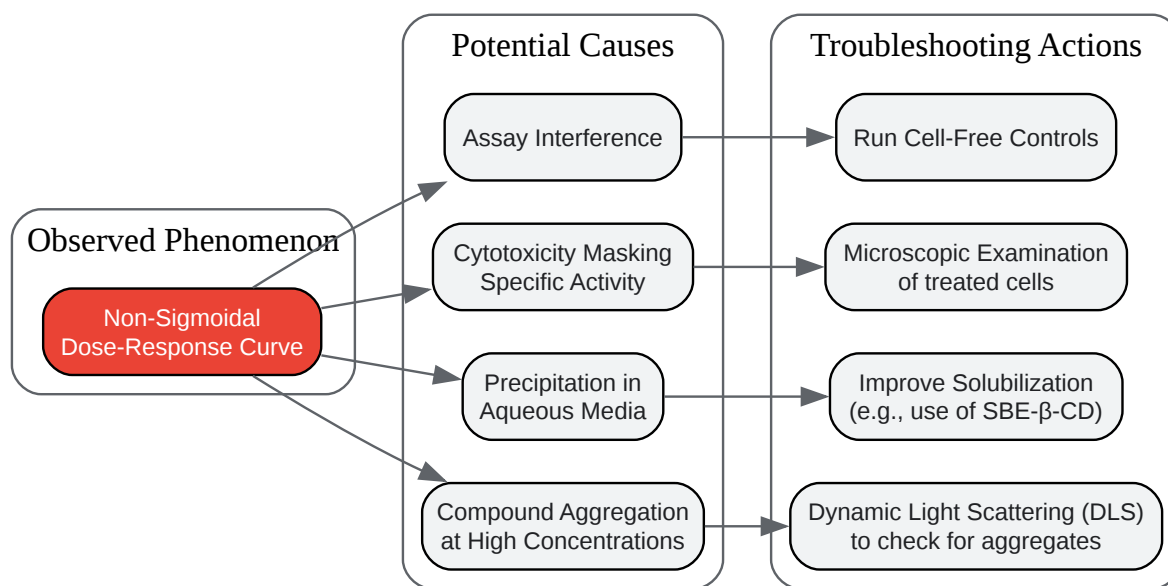 Observed Phenomenon
Non-Sigmoidal
Dose-Response Curve
Potential Causes
Assay Interference
Cytotoxicity Masking
Specific Activity
Precipitation in
Aqueous Media
Compound Aggregation
at High Concentrations
Troubleshooting Actions
Run Cell-Free Controls
Microscopic Examination
of treated cells
Improve Solubilization
(e.g., use of SBE-β-CD)
Dynamic Light Scattering (DLS)
to check for aggregates